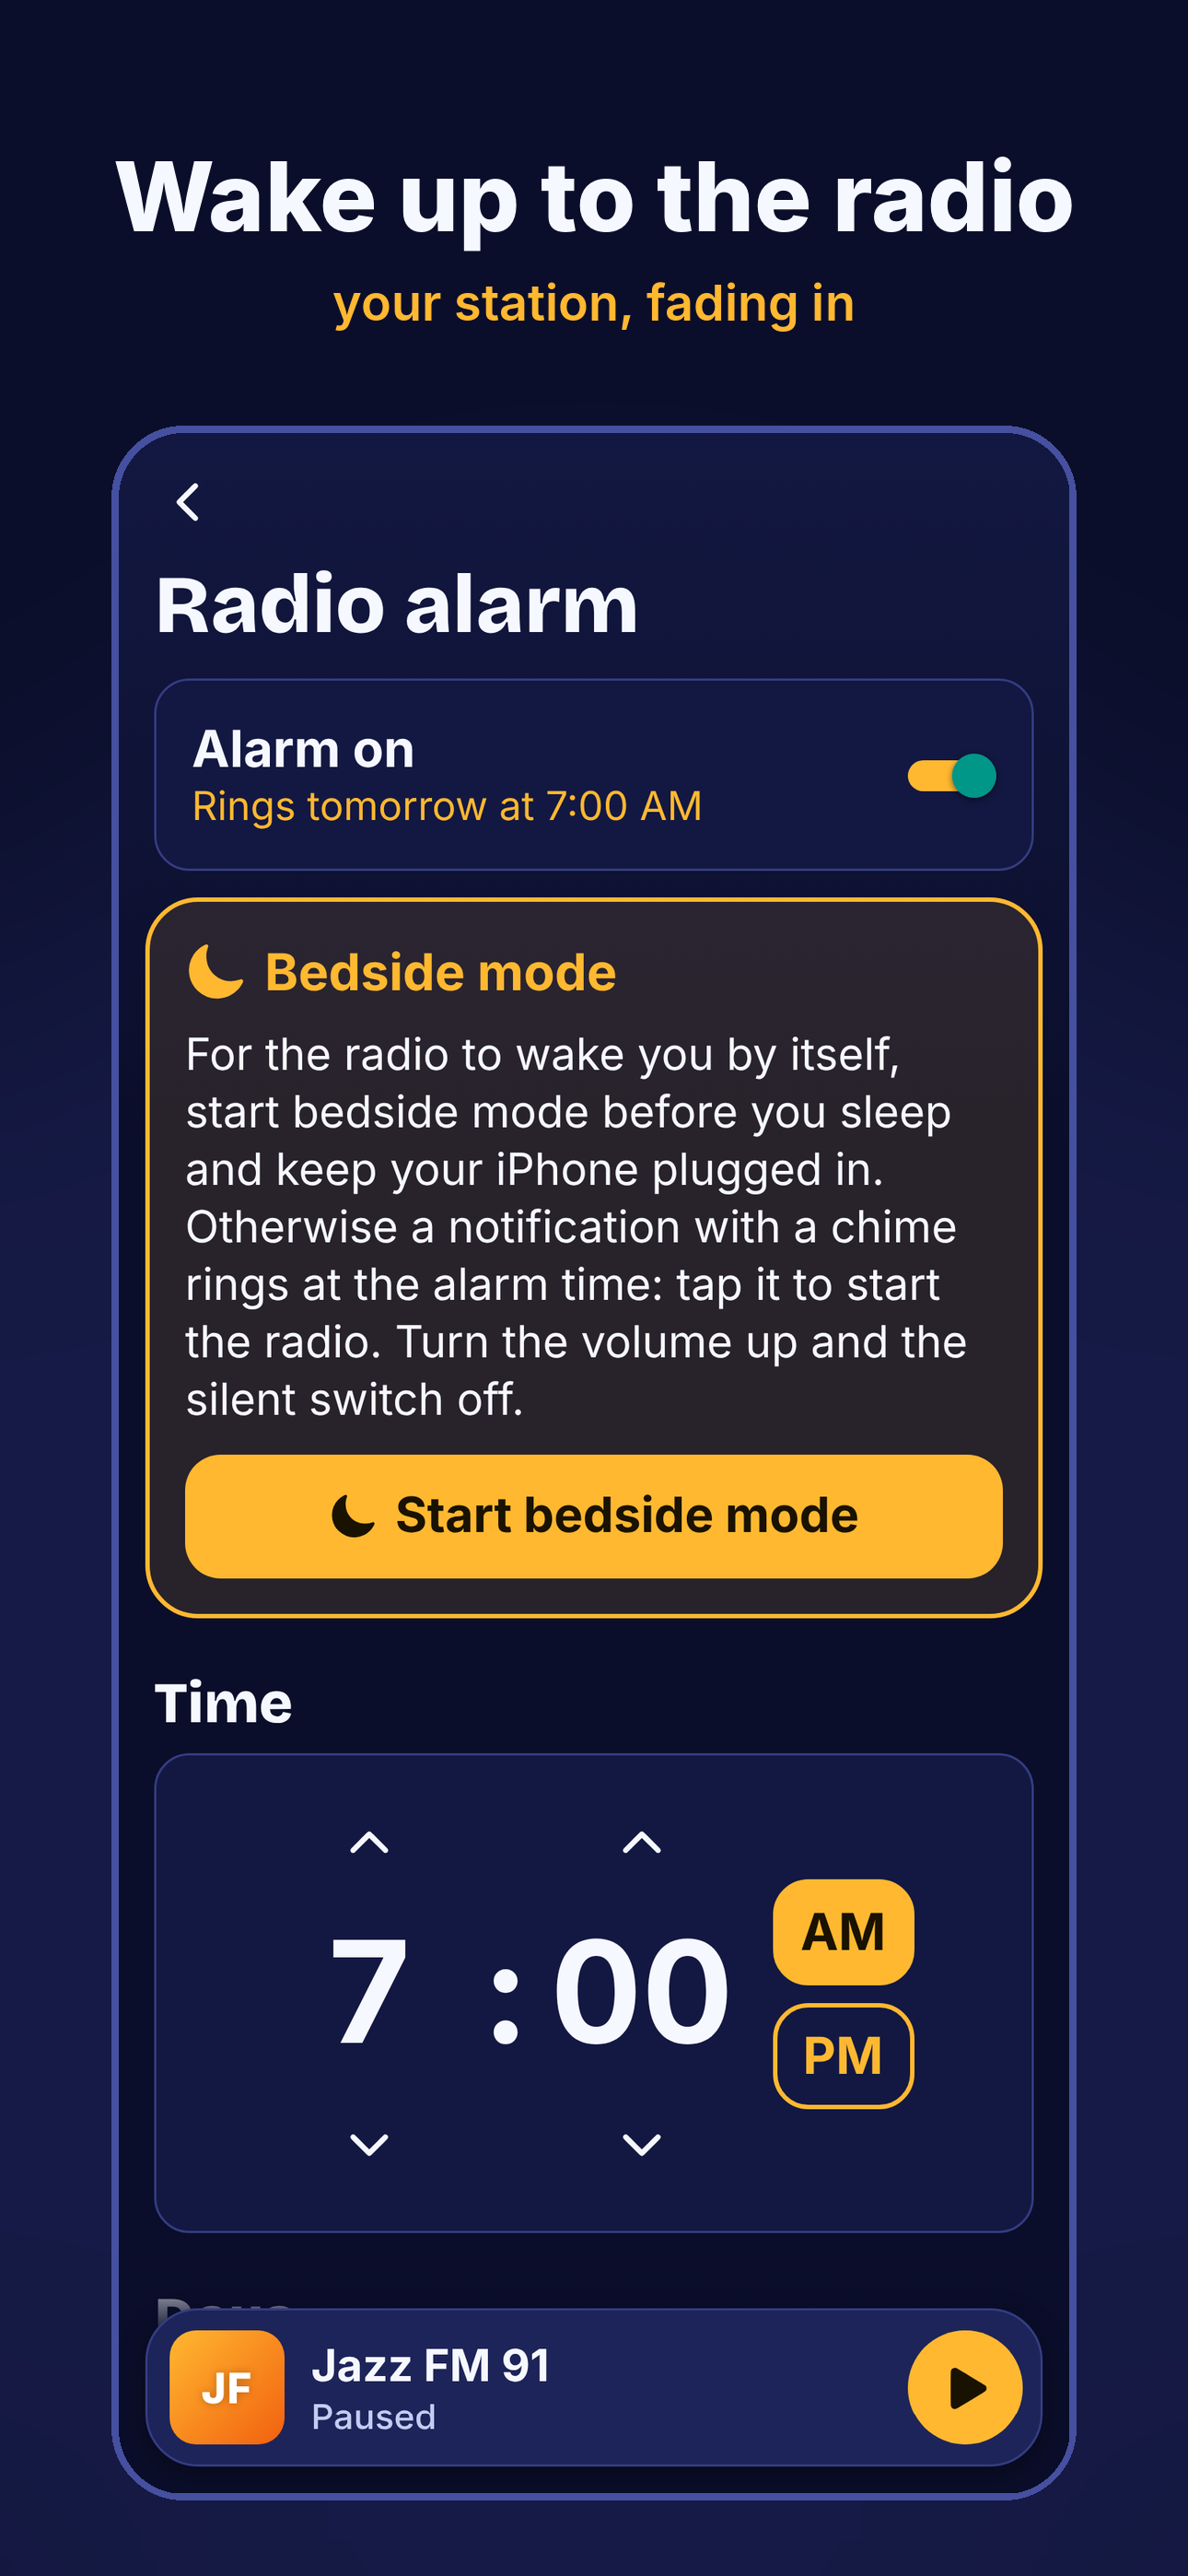 Wake up to the radio
your station, fading in
Radio alarm
Alarm on
Rings tomorrow at 7:00 AM
Bedside mode
For the radio to wake you by itself,
start bedside mode before you sleep
and keep your iPhone plugged in.
Otherwise a notification with a chime
rings at the alarm time: tap it to start
the radio. Turn the volume up and the
silent switch off.
Start bedside mode
Time
7 : 00
AM
PM
JF
Jazz FM 91
Paused